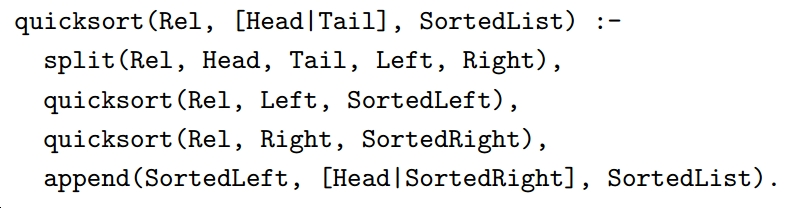 quicksort(Rel, [Head|Tail], SortedList) :-
split(Rel, Head, Tail, Left, Right),
quicksort(Rel, Left, SortedLeft),
quicksort(Rel, Right, SortedRight),
append(SortedLeft, [Head|SortedRight], SortedList).